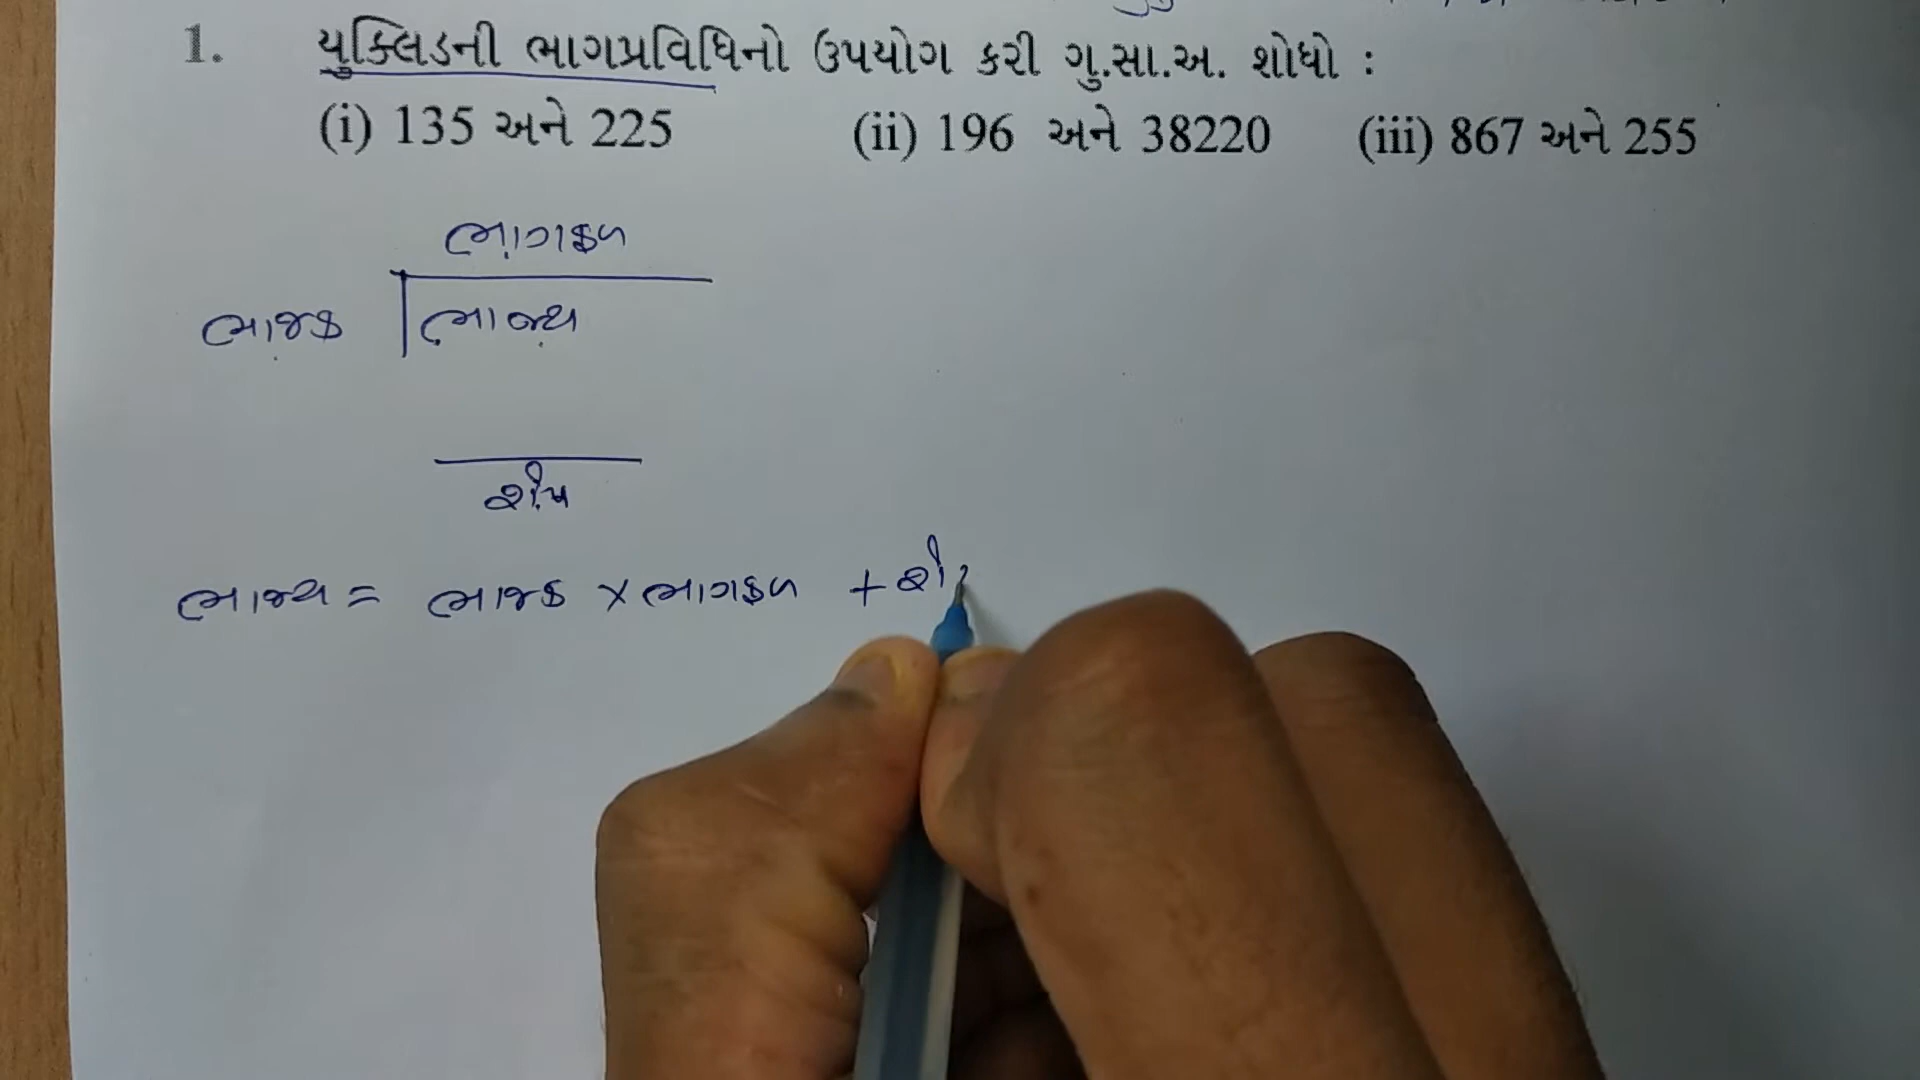 1. યુક્લિડની ભાગપ્રવિધિનો ઉપયોગ કરી ગુ.સા.અ. શોધો :
(i) 135 અને 225 (ii) 196 અને 38220 (iii) 867 અને 255
ભાગફળ
ભાજક ભાજ્ય
શેષ
ભાજ્ય = ભાજક × ભાગફળ +